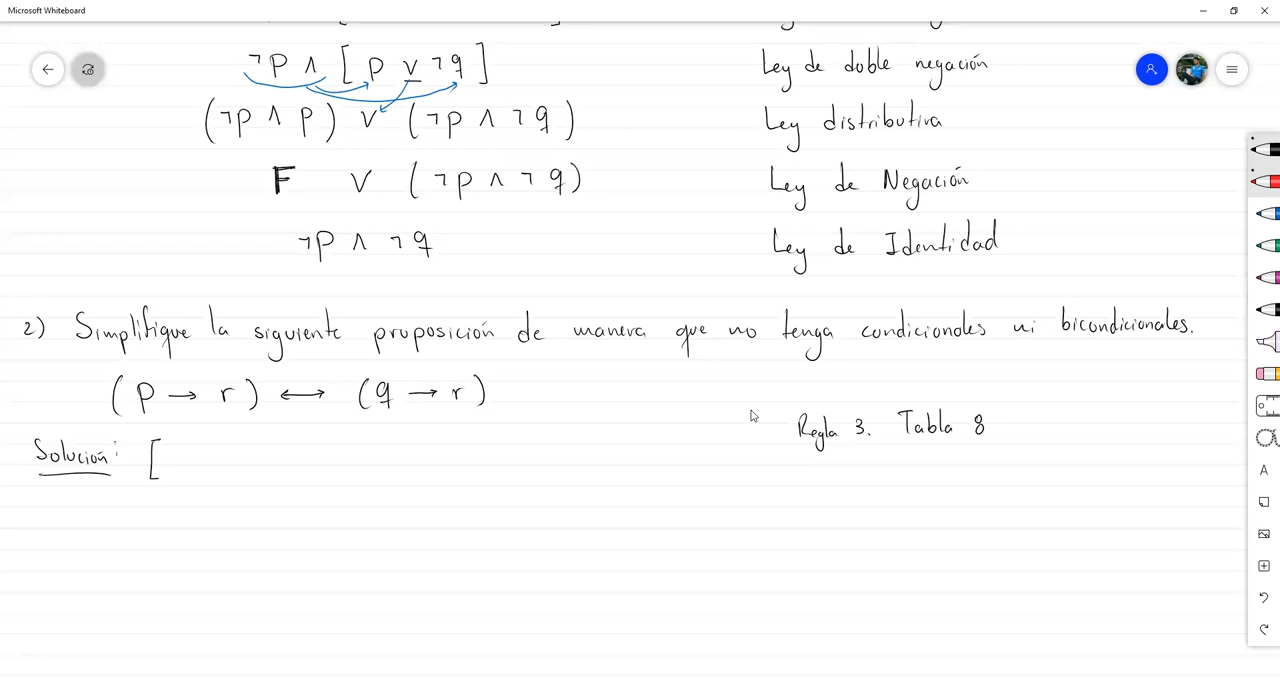 Microsoft Whiteboard
¬p ∧ [ p ∨ ¬q ] Ley de doble negación
(¬p ∧ p) ∨ (¬p ∧ ¬q) Ley distributiva
F ∨ (¬p ∧ ¬q) Ley de Negación
¬p ∧ ¬q Ley de Identidad
2) Simplifique la siguiente proposición de manera que no tenga condicionales ni bicondicionales.
(p → r) ↔ (q → r)
Regla 3. Tabla 8
Solución: [
A